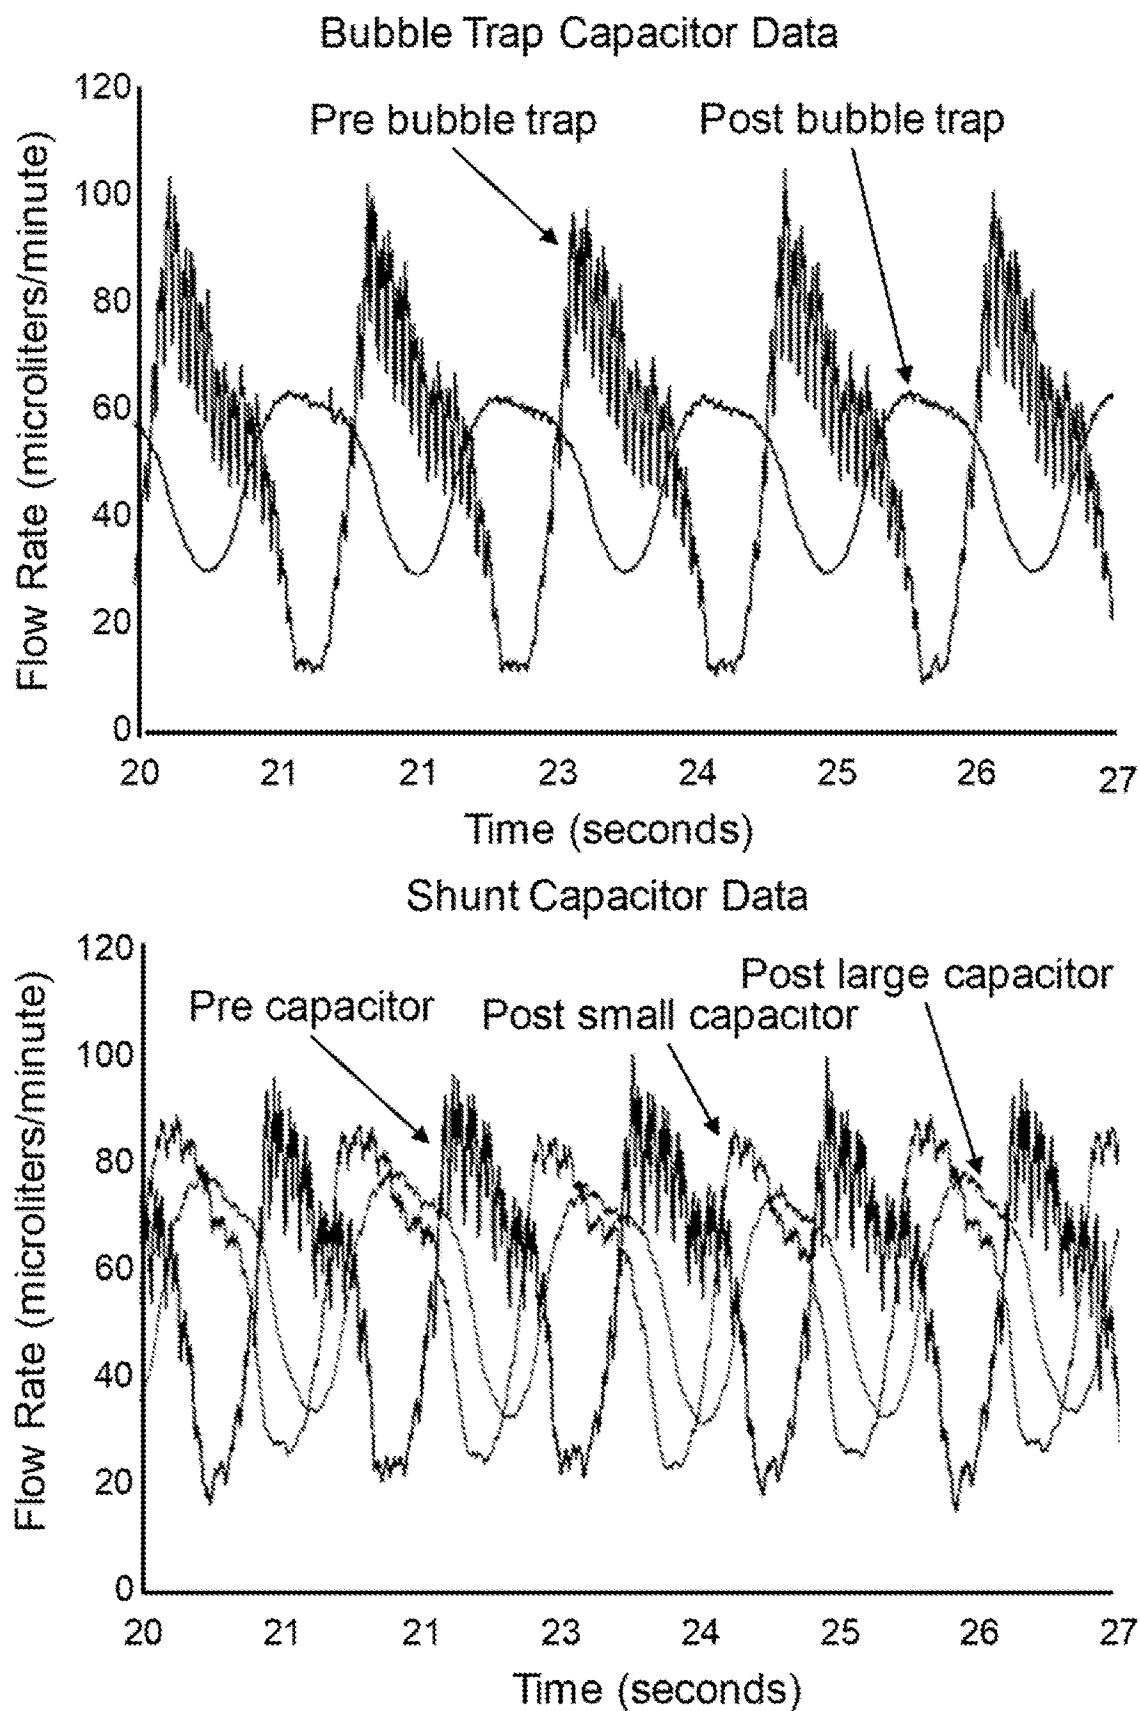 Bubble Trap Capacitor Data
120
Pre bubble trap
Post bubble trap
100
80
60
40
20
0
Flow Rate (microliters/minute)
20 21 21 23 24 25 26 27
Time (seconds)
Shunt Capacitor Data
120
Post large capacitor
Pre capacitor
Post small capacitor
100
80
60
40
20
0
Flow Rate (microliters/minute)
20 21 21 23 24 25 26 27
Time (seconds)